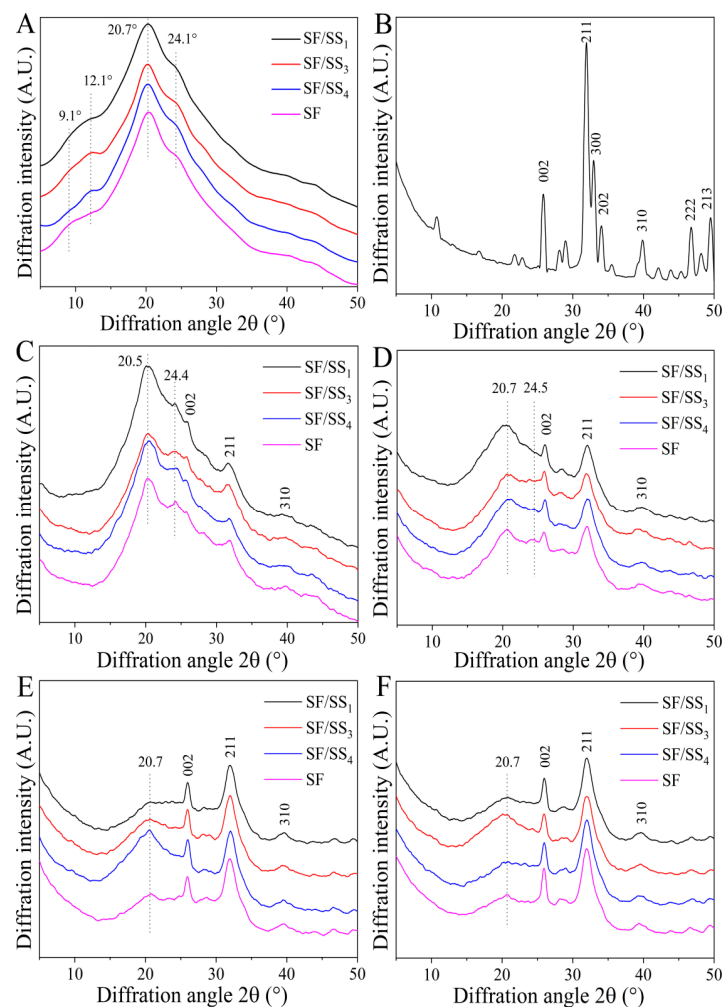 A
20.7°
24.1°
12.1°
9.1°
SF/SS1
SF/SS3
SF/SS4
SF
Diffration intensity (A.U.)
0 10 20 30 40 50
Diffration angle 2θ (°)
B
211
300
002
202
310
222
213
Diffration intensity (A.U.)
10 20 30 40 50
Diffration angle 2θ (°)
C
20.5
24.4
002
211
310
SF/SS1
SF/SS3
SF/SS4
SF
Diffration intensity (A.U.)
10 20 30 40 50
Diffration angle 2θ (°)
D
20.7
24.5
002
211
310
SF/SS1
SF/SS3
SF/SS4
SF
Diffration intensity (A.U.)
10 20 30 40 50
Diffration angle 2θ (°)
E
20.7
002
211
310
SF/SS1
SF/SS3
SF/SS4
SF
Diffration intensity (A.U.)
10 20 30 40 50
Diffration angle 2θ (°)
F
20.7
002
211
310
SF/SS1
SF/SS3
SF/SS4
SF
Diffration intensity (A.U.)
10 20 30 40 50
Diffration angle 2θ (°)